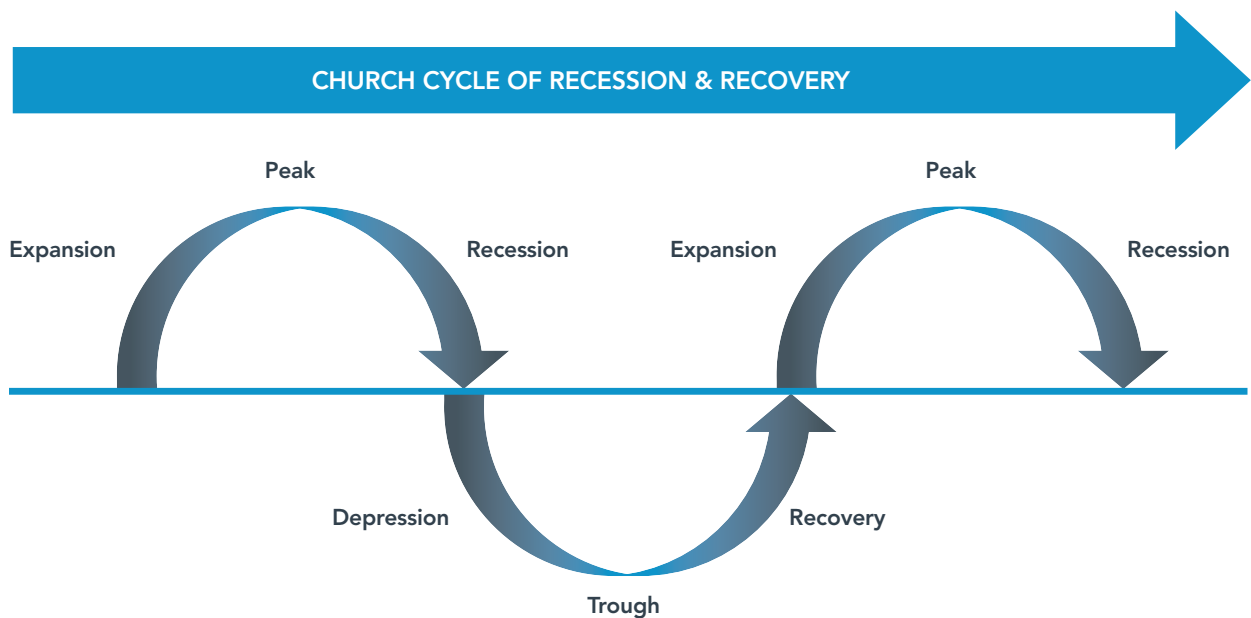 CHURCH CYCLE OF RECESSION & RECOVERY
Peak
Peak
Expansion
Recession
Expansion
Recession
Depression
Recovery
Trough